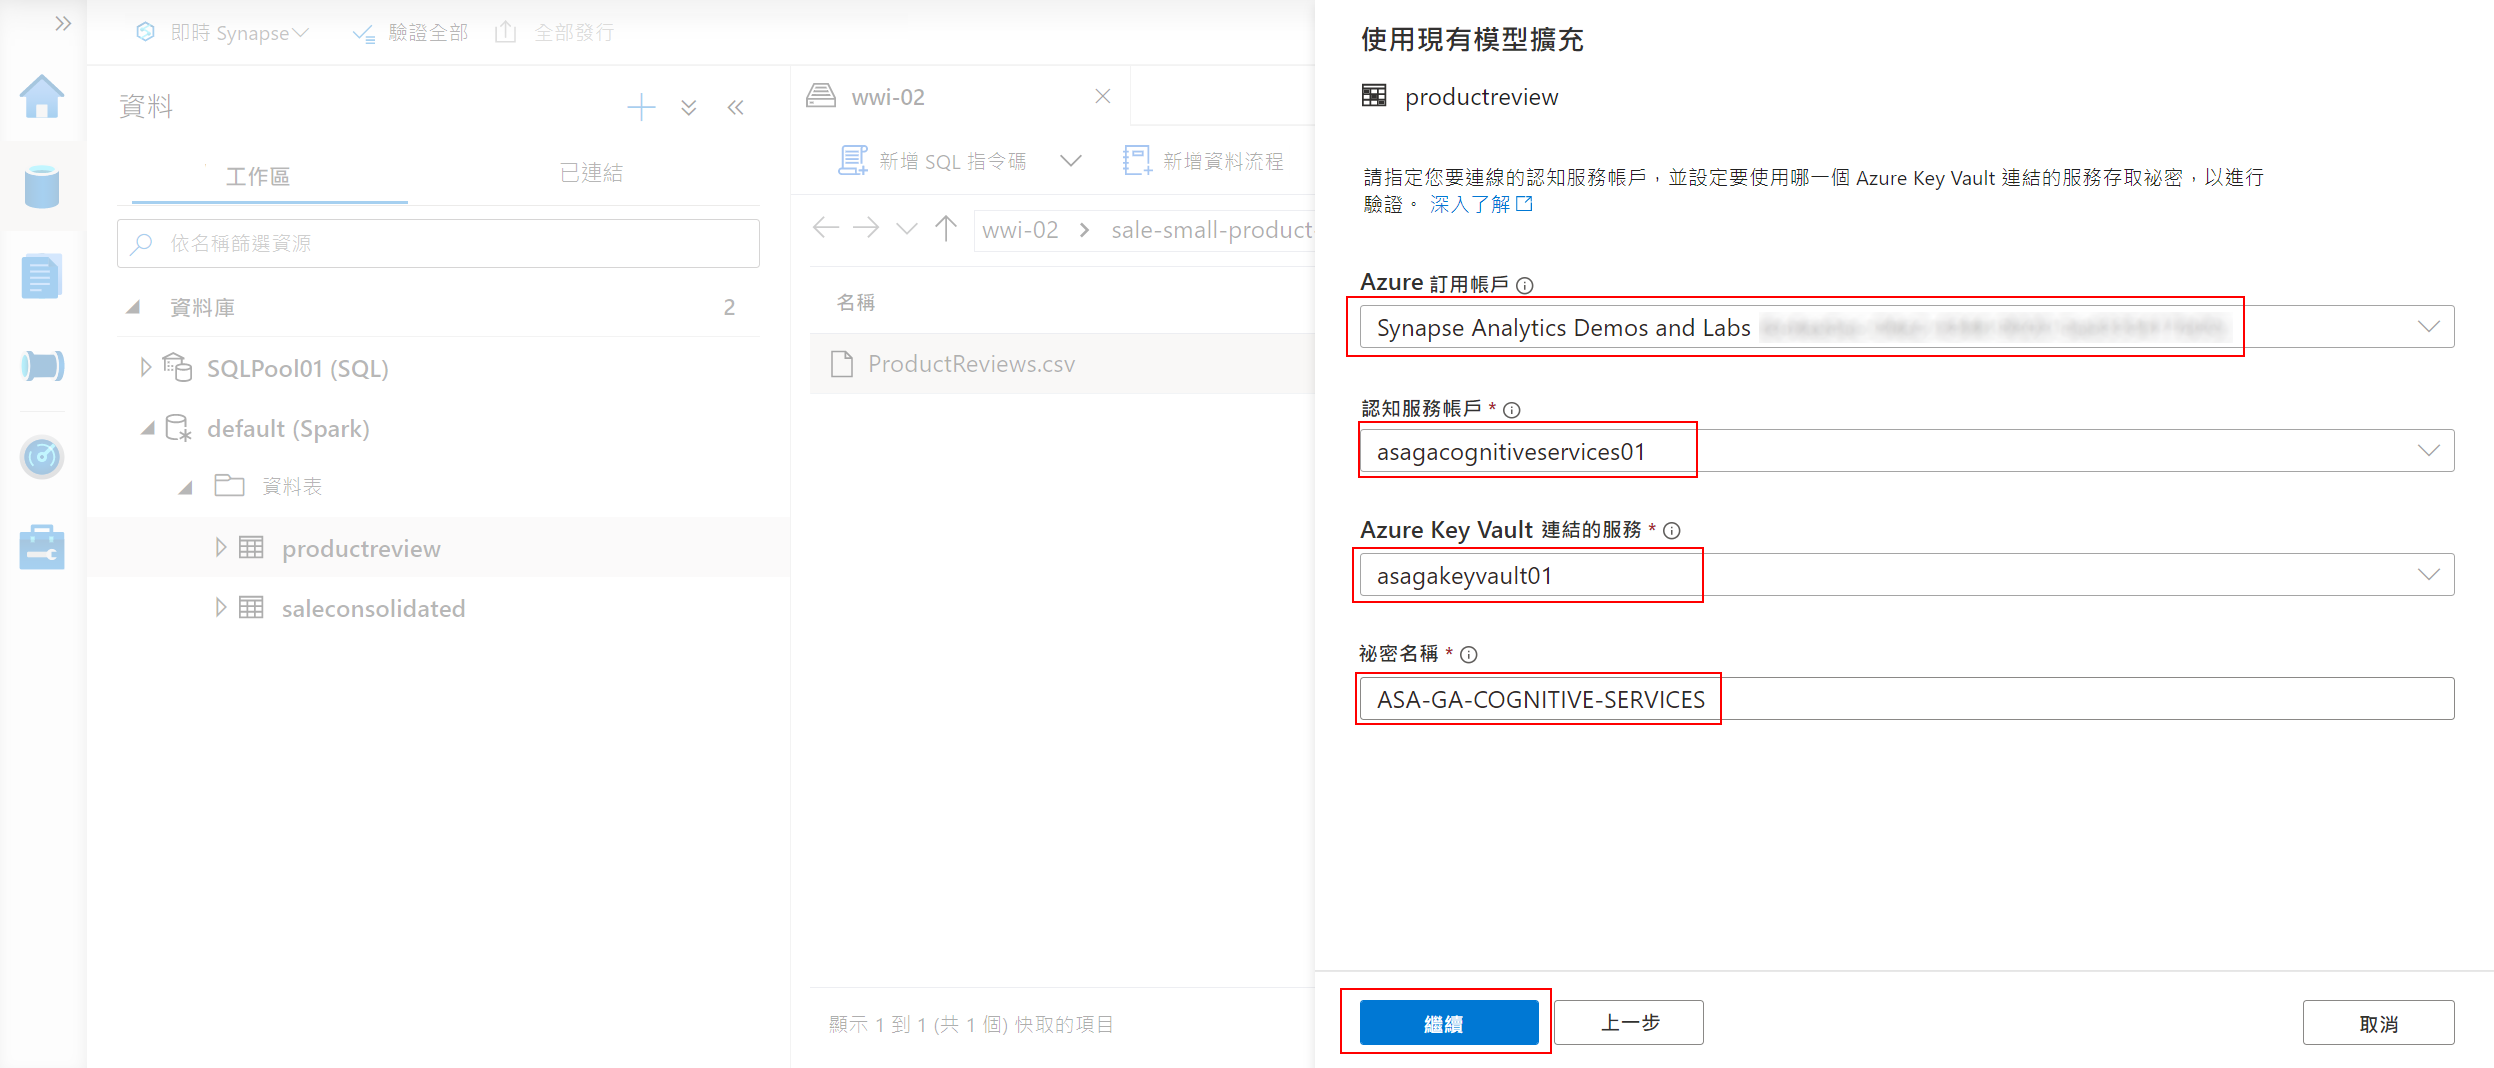 即時 Synapse
驗證全部
全部發行
資料
工作區
已連結
依名稱篩選資源
資料庫
2
SQLPool01 (SQL)
default (Spark)
資料表
productreview
saleconsolidated
wwi-02
新增 SQL 指令碼
新增資料流程
wwi-02
sale-small-product
名稱
ProductReviews.csv
顯示 1 到 1 (共 1 個) 快取的項目
使用現有模型擴充
productreview
請指定您要連線的認知服務帳戶，並設定要使用哪一個 Azure Key Vault 連結的服務存取祕密，以進行
驗證。 深入了解
Azure 訂用帳戶
Synapse Analytics Demos and Labs
認知服務帳戶 *
asagacognitiveservices01
Azure Key Vault 連結的服務 *
asagakeyvault01
祕密名稱 *
ASA-GA-COGNITIVE-SERVICES
繼續
上一步
取消